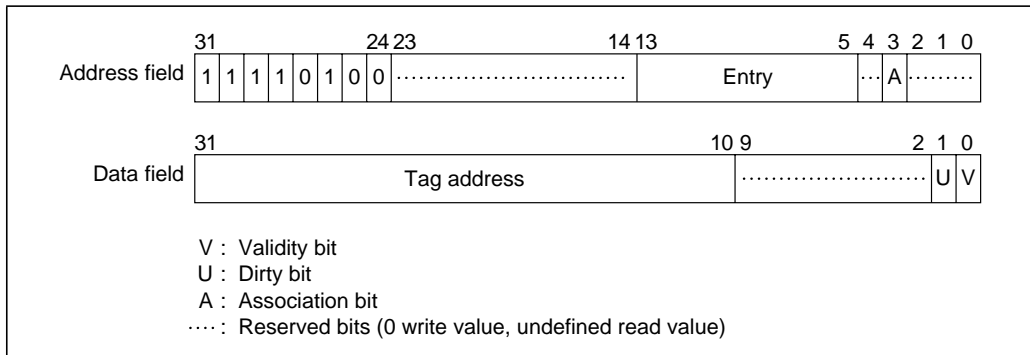 31 24 23 14 13 5 4 3 2 1 0
Address field 1 1 1 1 0 1 0 0 ·································· Entry ··· A ·········
31 10 9 2 1 0
Data field Tag address ························ U V
V : Validity bit
U : Dirty bit
A : Association bit
···· : Reserved bits (0 write value, undefined read value)